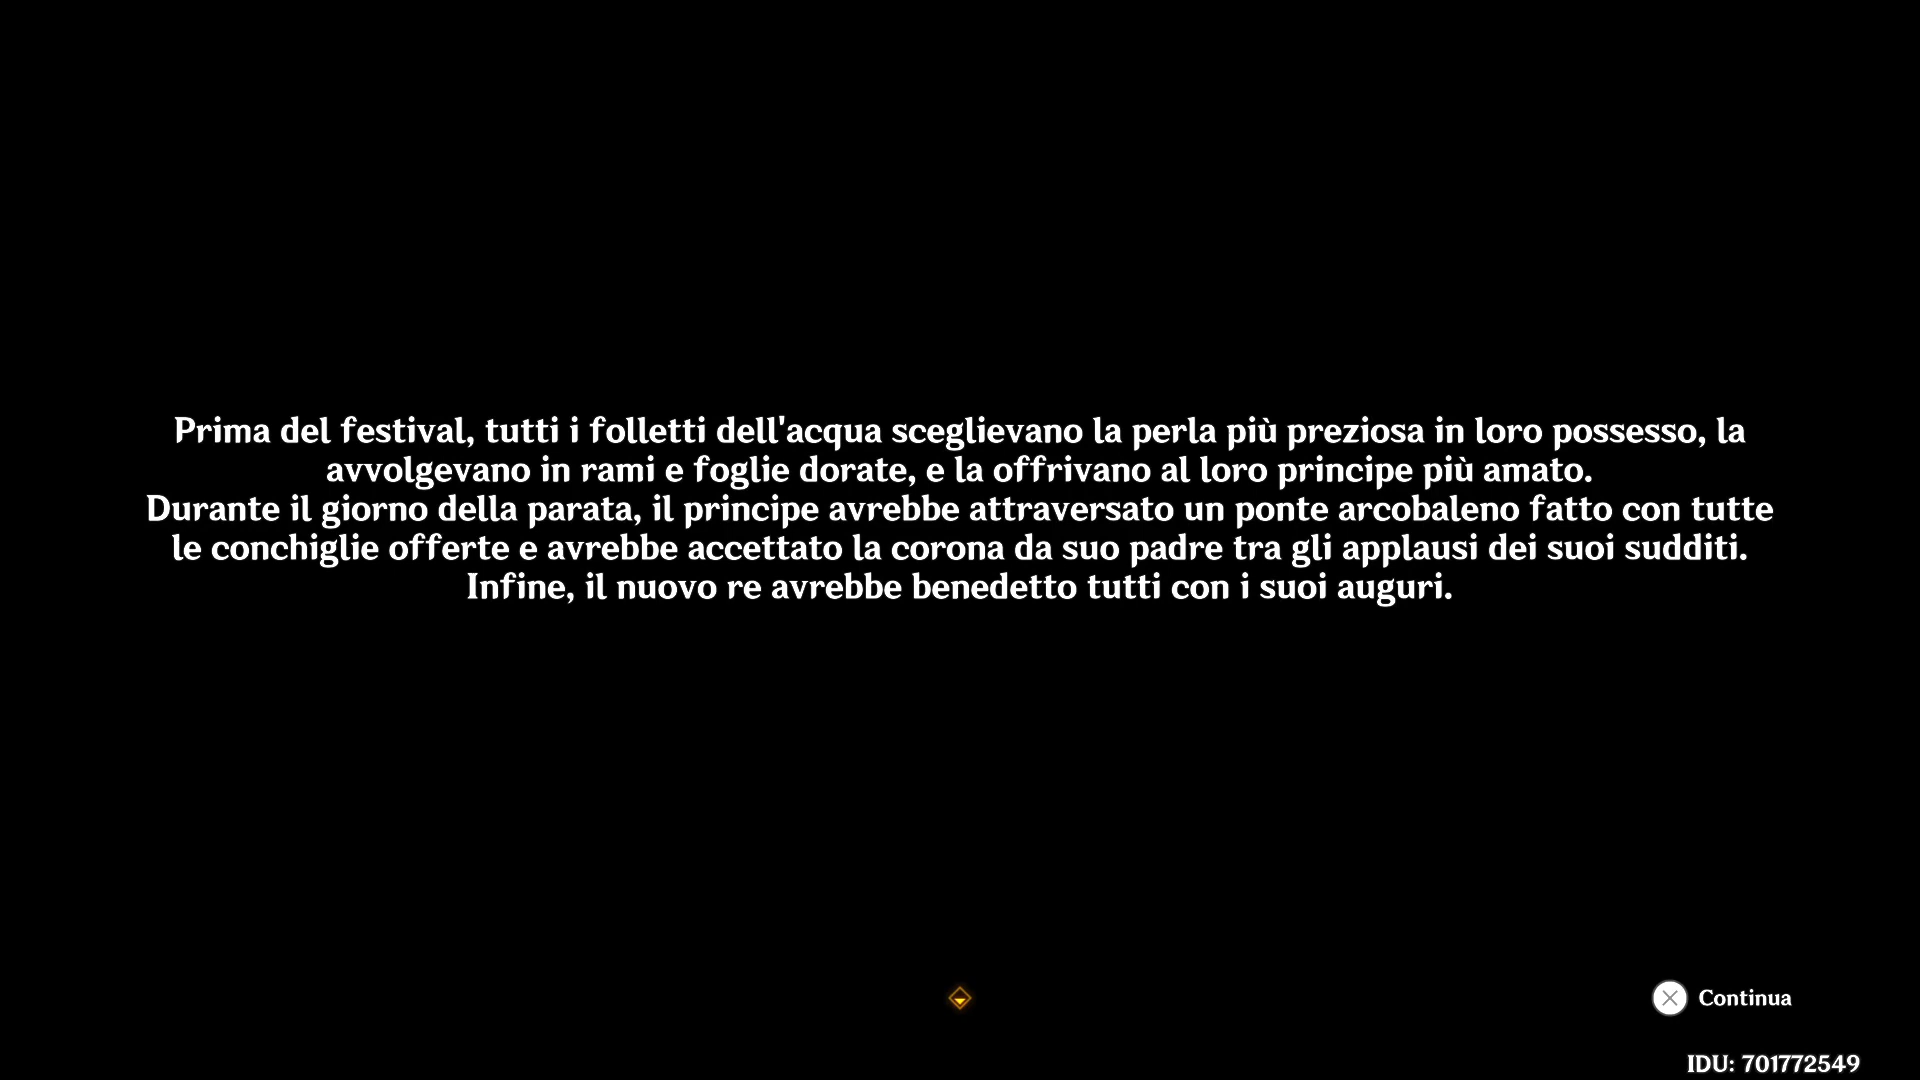 Prima del festival, tutti i folletti dell'acqua sceglievano la perla più preziosa in loro possesso, la
avvolgevano in rami e foglie dorate, e la offrivano al loro principe più amato.
Durante il giorno della parata, il principe avrebbe attraversato un ponte arcobaleno fatto con tutte
le conchiglie offerte e avrebbe accettato la corona da suo padre tra gli applausi dei suoi sudditi.
Infine, il nuovo re avrebbe benedetto tutti con i suoi auguri.
Continua
IDU: 701772549